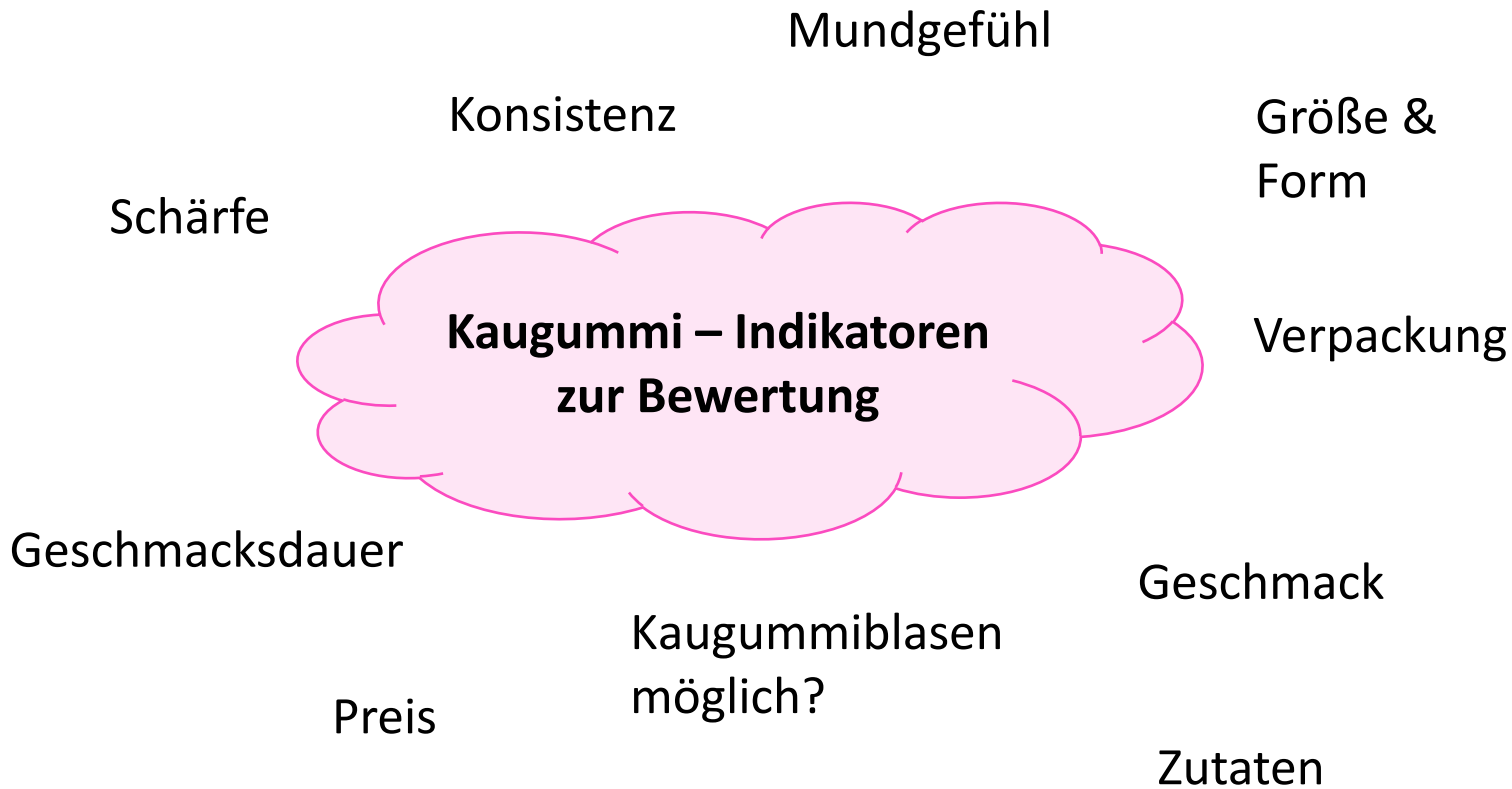 Mundgefühl
Konsistenz
Größe &
Form
Schärfe
Kaugummi – Indikatoren
zur Bewertung
Verpackung
Geschmacksdauer
Geschmack
Kaugummiblasen
möglich?
Preis
Zutaten